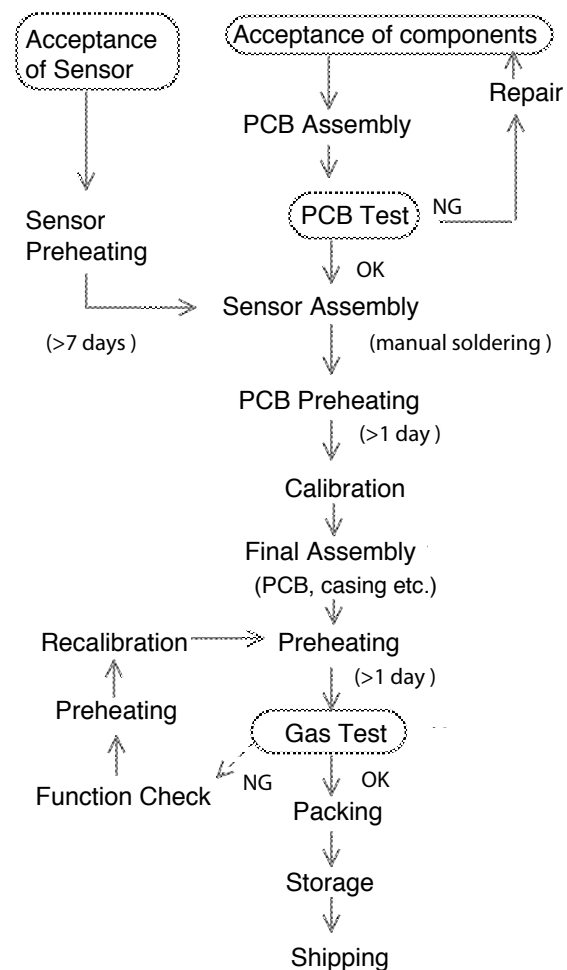 Acceptance
of Sensor
Acceptance of components
Repair
PCB Assembly
PCB Test
NG
Sensor
Preheating
OK
Sensor Assembly
(>7 days )
(manual soldering )
PCB Preheating
(>1 day )
Calibration
Final Assembly
(PCB, casing etc.)
Recalibration
Preheating
(>1 day )
Preheating
Gas Test
Function Check
NG
OK
Packing
Storage
Shipping